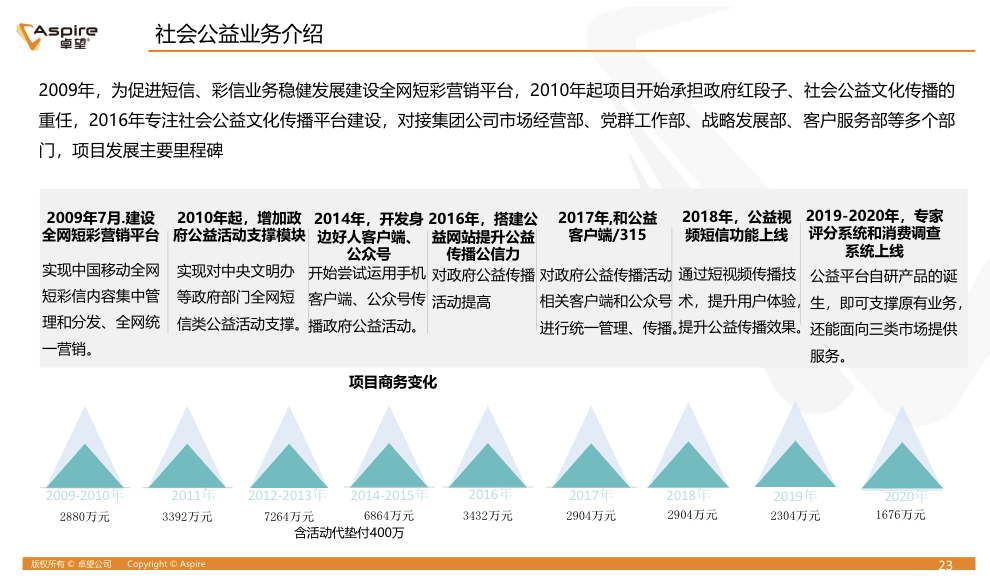 Aspire
卓望®
社会公益业务介绍
2009年，为促进短信、彩信业务稳健发展建设全网短彩营销平台，2010年起项目开始承担政府红段子、社会公益文化传播的
重任，2016年专注社会公益文化传播平台建设，对接集团公司市场经营部、党群工作部、战略发展部、客户服务部等多个部
门，项目发展主要里程碑
2009年7月.建设
全网短彩营销平台
实现中国移动全网
短彩信内容集中管
理和分发、全网统
一营销。
2010年起，增加政
府公益活动支撑模块
实现对中央文明办
等政府部门全网短
信类公益活动支撑。
2014年，开发身
边好人客户端、
公众号
开始尝试运用手机
客户端、公众号传
播政府公益活动。
2016年，搭建公
益网站提升公益
传播公信力
对政府公益传播
活动提高
2017年,和公益
客户端/315
对政府公益传播活动
相关客户端和公众号
进行统一管理、传播。
2018年，公益视
频短信功能上线
通过短视频传播技
术，提升用户体验，
提升公益传播效果。
2019-2020年，专家
评分系统和消费调查
系统上线
公益平台自研产品的诞
生，即可支撑原有业务，
还能面向三类市场提供
服务。
项目商务变化
2009-2010年
2011年
2012-2013年
2014-2015年
2016年
2017年
2018年
2019年
2020年
2880万元
3392万元
7264万元
6864万元
3432万元
2904万元
2904万元
2304万元
1676万元
含活动代垫付400万
版权所有 © 卓望公司 Copyright © Aspire
23